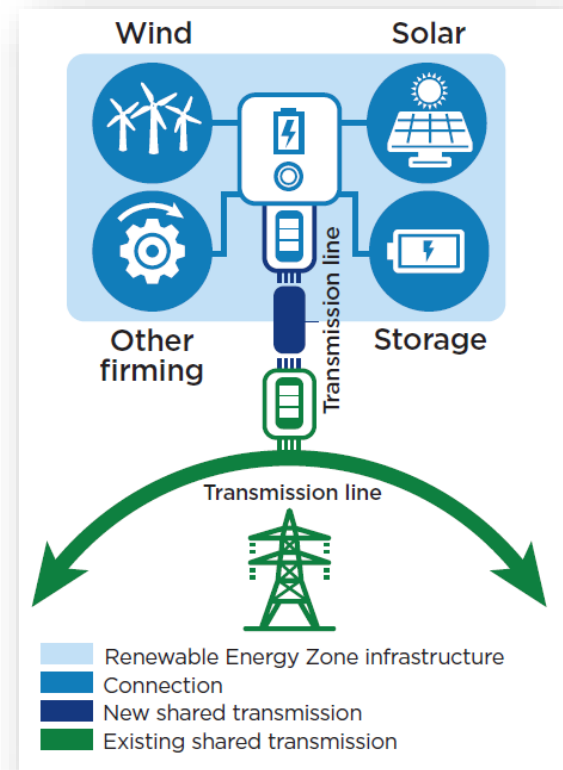 Wind
Solar
Other
firming
Storage
Transmission line
Transmission line
Renewable Energy Zone infrastructure
Connection
New shared transmission
Existing shared transmission